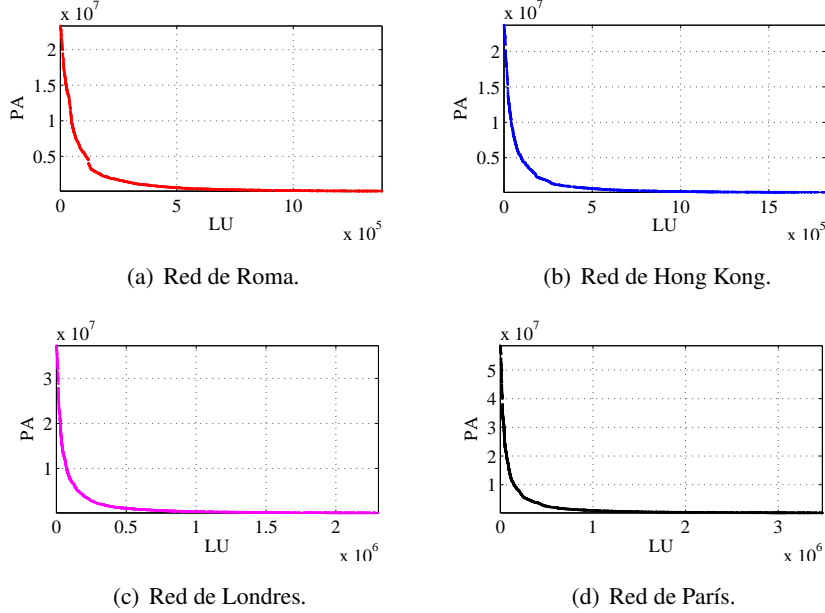 x 10^7
2
1.5
1
0.5
PA
0
5
10
LU
x 10^5
(a) Red de Roma.
x 10^7
2
1.5
1
0.5
PA
0
5
10
15
LU
x 10^5
(b) Red de Hong Kong.
x 10^7
3
2
1
PA
0
0.5
1
1.5
2
LU
x 10^6
(c) Red de Londres.
x 10^7
5
4
3
2
1
PA
0
1
2
3
LU
x 10^6
(d) Red de París.